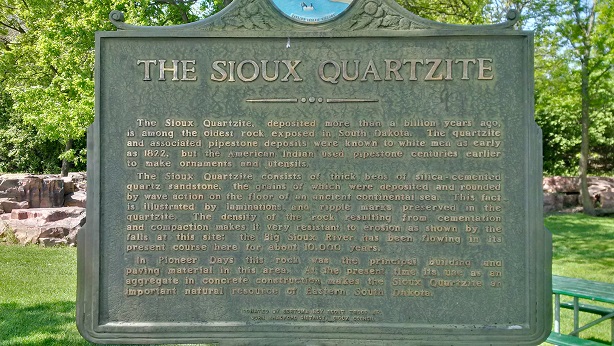 THE SIOUX QUARTZITE
The Sioux Quartzite, deposited more than a billion years ago
is among the oldest rock exposed in South Dakota. The quartzite
and associated pipestone deposits were known to white men as early
as 1822, but the American Indian used pipestone centuries earlier
to make ornaments and utensils.
The Sioux Quartzite consists of thick beds of silica-cemented
quartz sandstone, the grains of which were deposited and rounded
by wave action on the floor of an ancient continental sea. This fact
is illustrated by laminations and ripple marks preserved in the
quartzite. The density of the rock resulting from cementation
and compaction makes it very resistant to erosion as shown by the
falls at this site. The Big Sioux River has been flowing in its
present course here for about 10,000 years.
In Pioneer Days this rock was the principal building and
paving material in this area. At the present time its use as an
aggregate in concrete construction makes the Sioux Quartzite an
important natural resource of Eastern South Dakota.